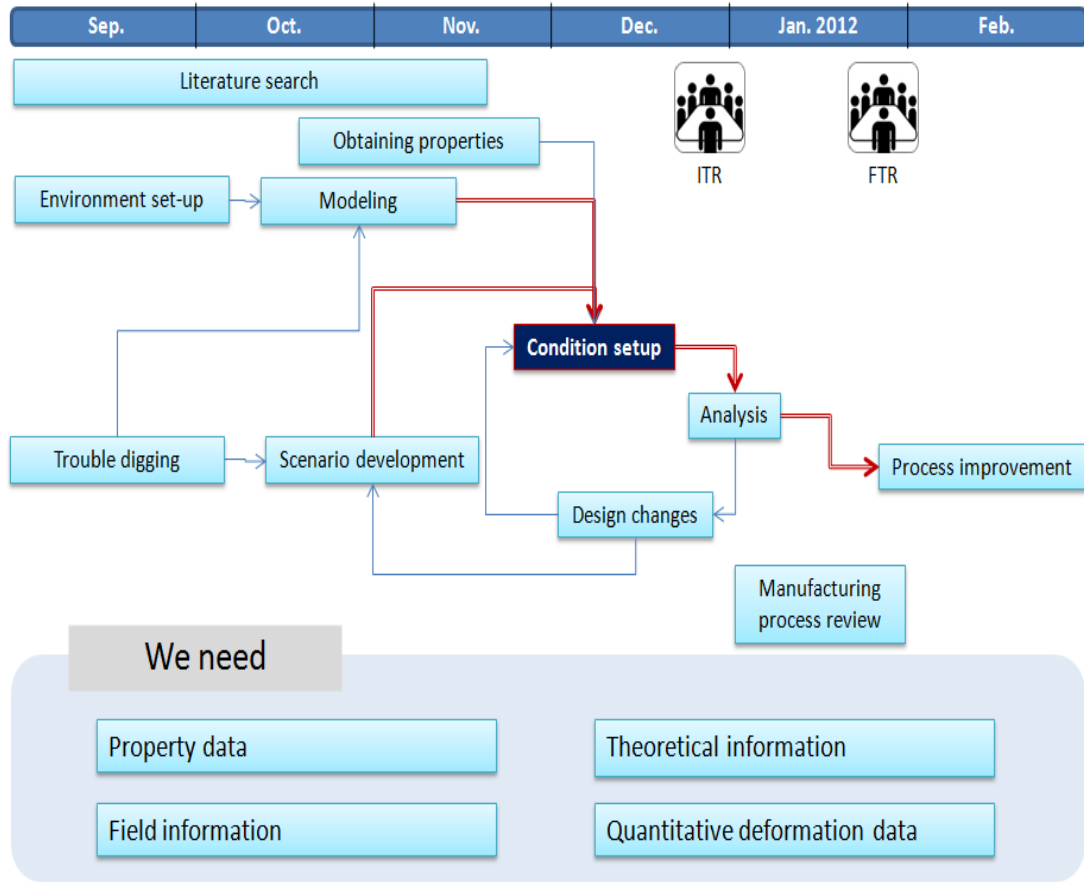 Sep. Oct. Nov. Dec. Jan. 2012 Feb.
Literature search
Obtaining properties
ITR
FTR
Environment set-up
Modeling
Condition setup
Analysis
Trouble digging
Scenario development
Process improvement
Design changes
Manufacturing
process review
We need
Property data
Theoretical information
Field information
Quantitative deformation data